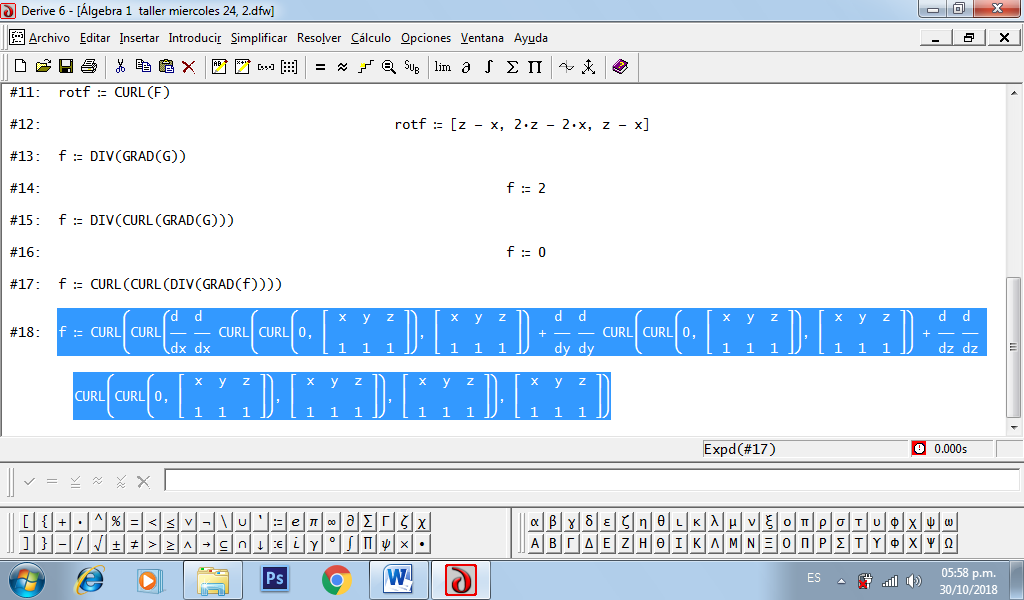 Derive 6 - [Álgebra 1 taller miercoles 24, 2.dfw]
Archivo Editar Insertar Introducir Simplificar Resolver Cálculo Opciones Ventana Ayuda
= ≈ SUB lim ∂ ∫ Σ Π
#11: rotf ≔ CURL(F)
#12: rotf ≔ [z − x, 2·z − 2·x, z − x]
#13: f ≔ DIV(GRAD(G))
#14: f ≔ 2
#15: f ≔ DIV(CURL(GRAD(G)))
#16: f ≔ 0
#17: f ≔ CURL(CURL(DIV(GRAD(f))))
d d x y z x y z d d x y z x y z d d
#18: f ≔ CURL(CURL(── ── CURL(CURL(0, [ ]), [ ]) + ── ── CURL(CURL(0, [ ]), [ ]) + ── ──
dx dx 1 1 1 1 1 1 dy dy 1 1 1 1 1 1 dz dz
x y z x y z x y z x y z
CURL(CURL(0, [ ]), [ ]), [ ]), [ ])
1 1 1 1 1 1 1 1 1 1 1 1
Expd(#17) 0.000s
[ { + · ^ % = < ≤ ∨ ¬ \ ∪ ' := e π ∞ ∂ Σ Γ ζ χ
α β γ δ ε ζ η θ ι κ λ μ ν ξ ο π ρ σ τ υ φ χ ψ ω
] } − / √ ± ≠ > ≥ ∧ → ⊆ ∩ ↓ :∈ i γ ° ∫ Π ψ × •
Α Β Γ Δ Ε Ζ Η Θ Ι Κ Λ Μ Ν Ξ Ο Π Ρ Σ Τ Υ Φ Χ Ψ Ω
Ps W ES 05:58 p.m.
30/10/2018